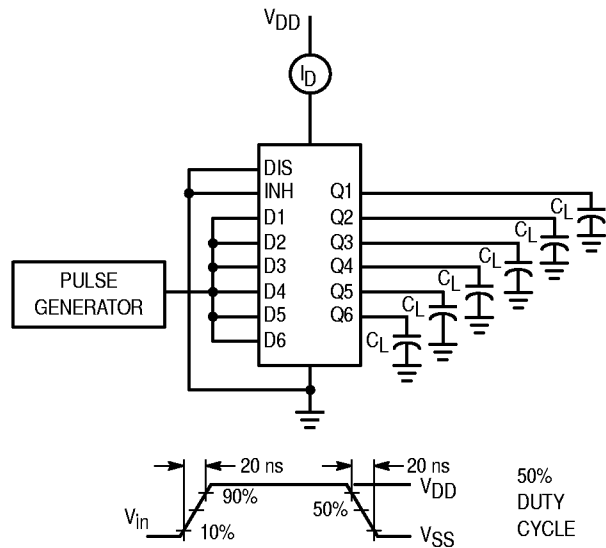 VDD
ID
DIS
INH Q1
D1 Q2
D2 Q3
D3 Q4
D4 Q5
D5 Q6
D6
PULSE
GENERATOR
CL
CL
CL
CL
CL
CL
20 ns 20 ns
90% 50% VDD
Vin 10% VSS
50%
DUTY
CYCLE